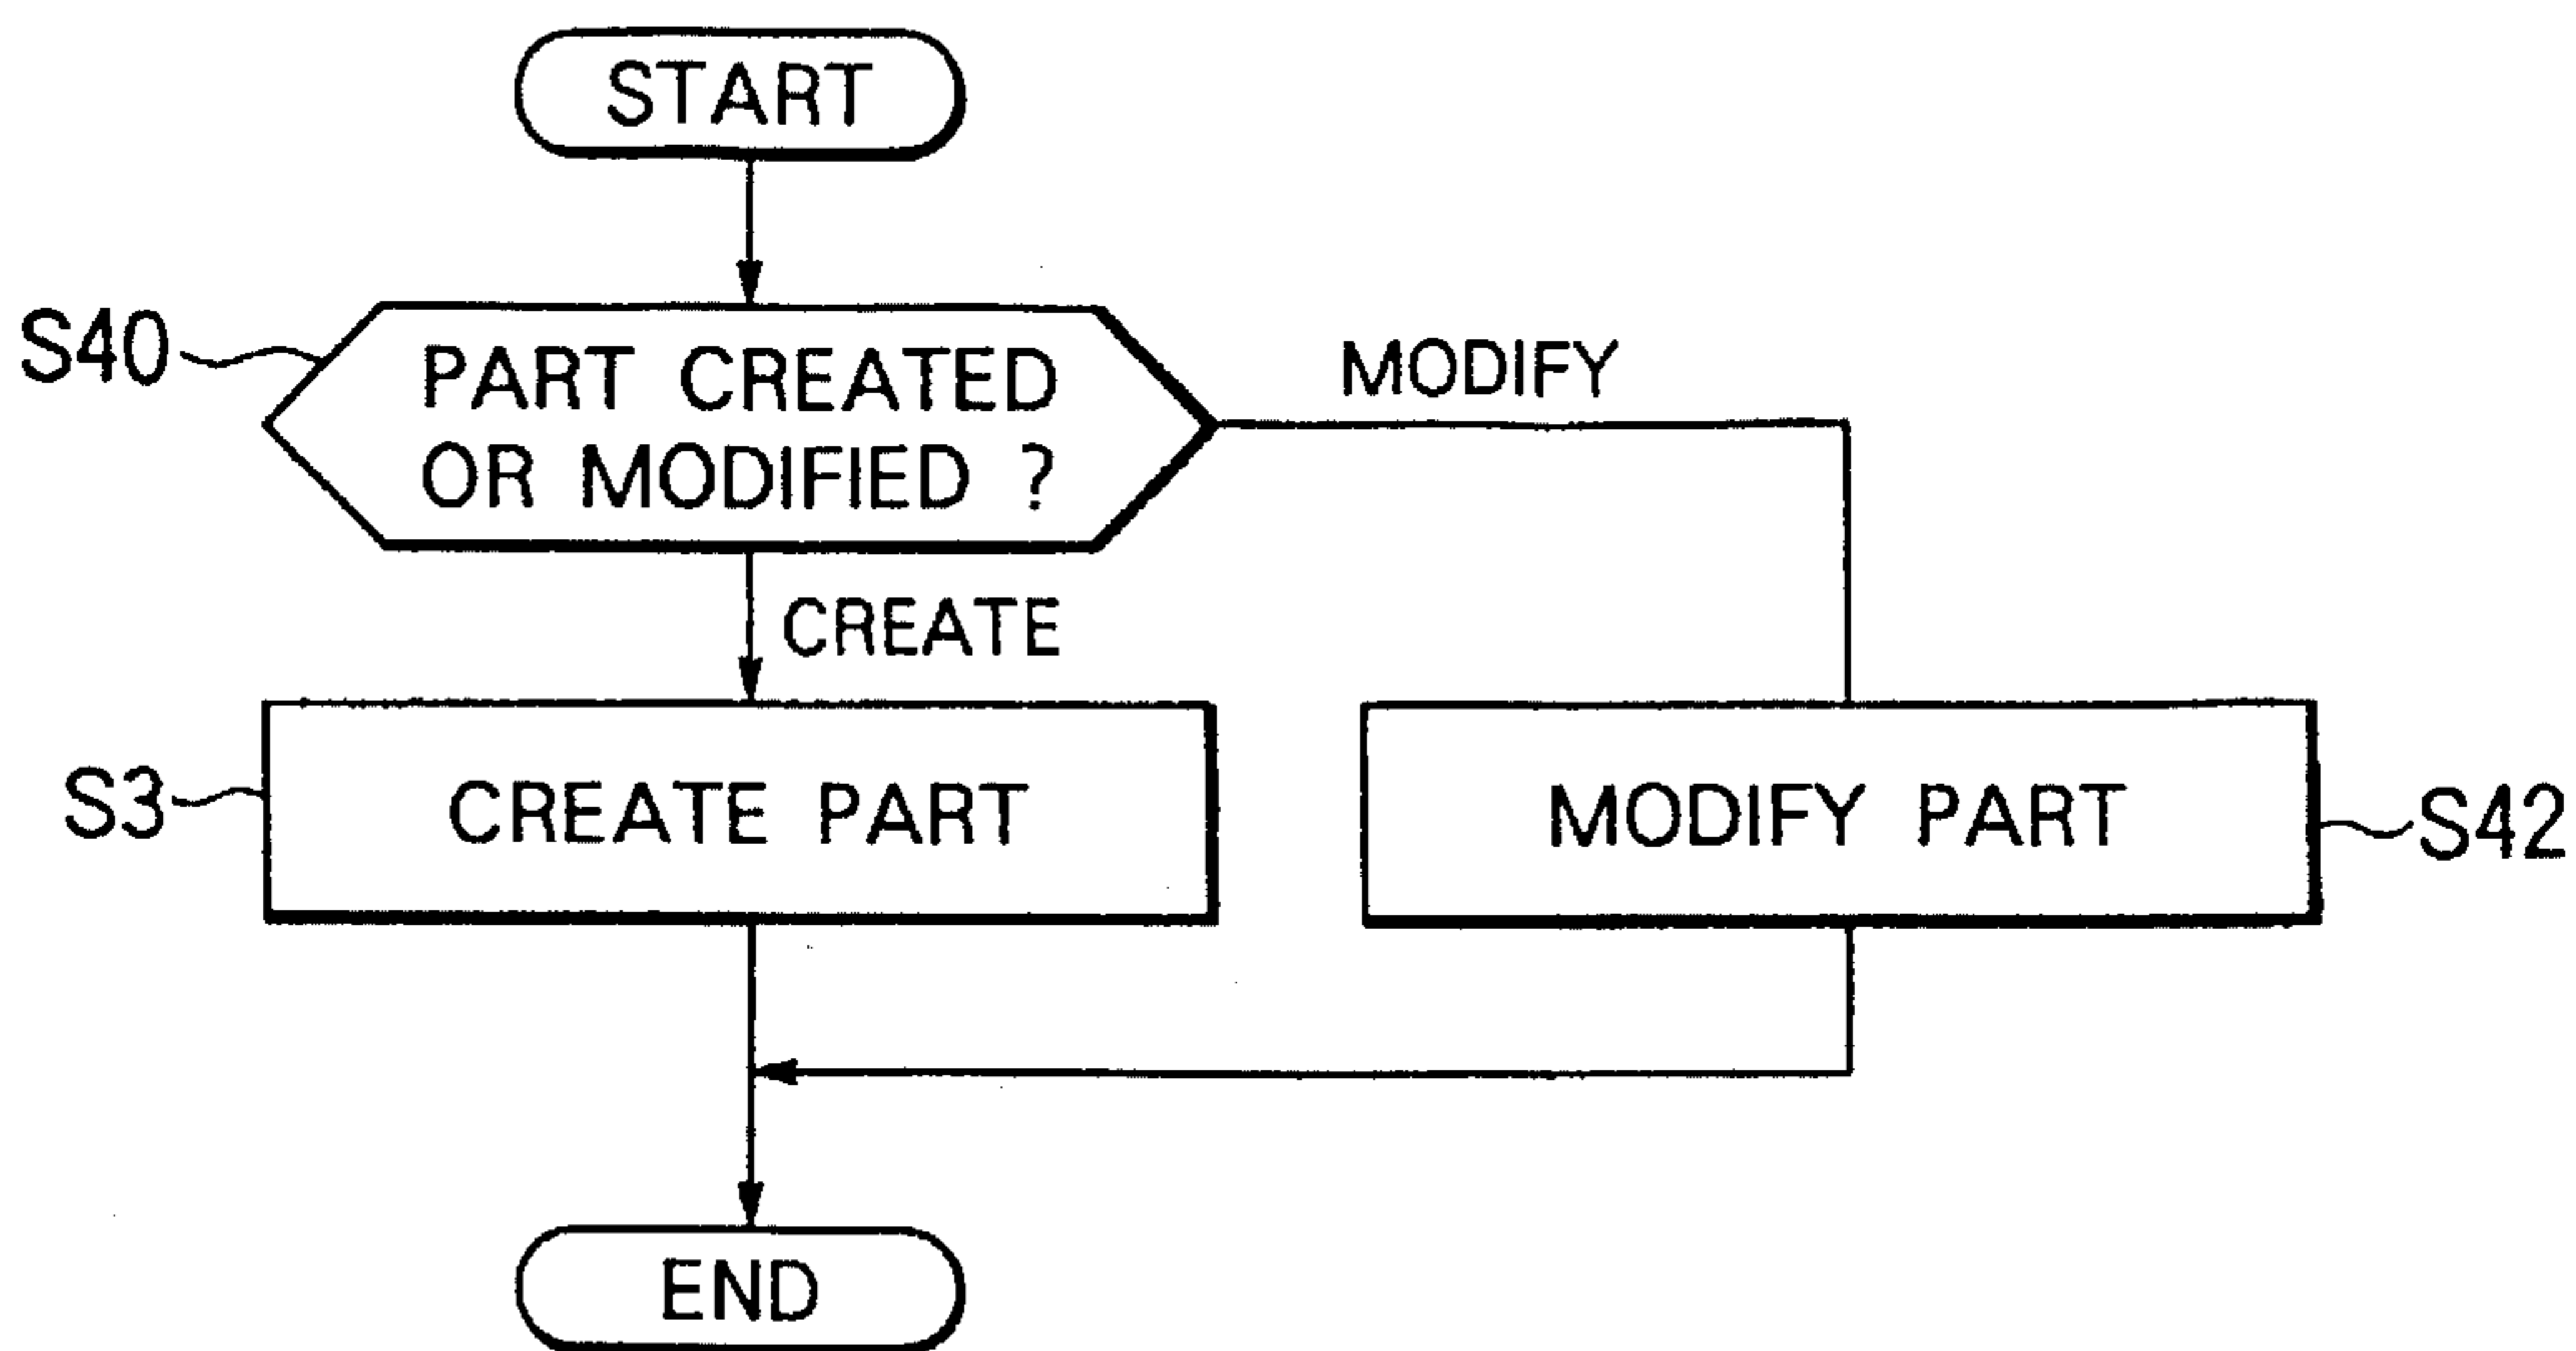 START
S40
PART CREATED
OR MODIFIED ?
MODIFY
CREATE
S3
CREATE PART
MODIFY PART
S42
END